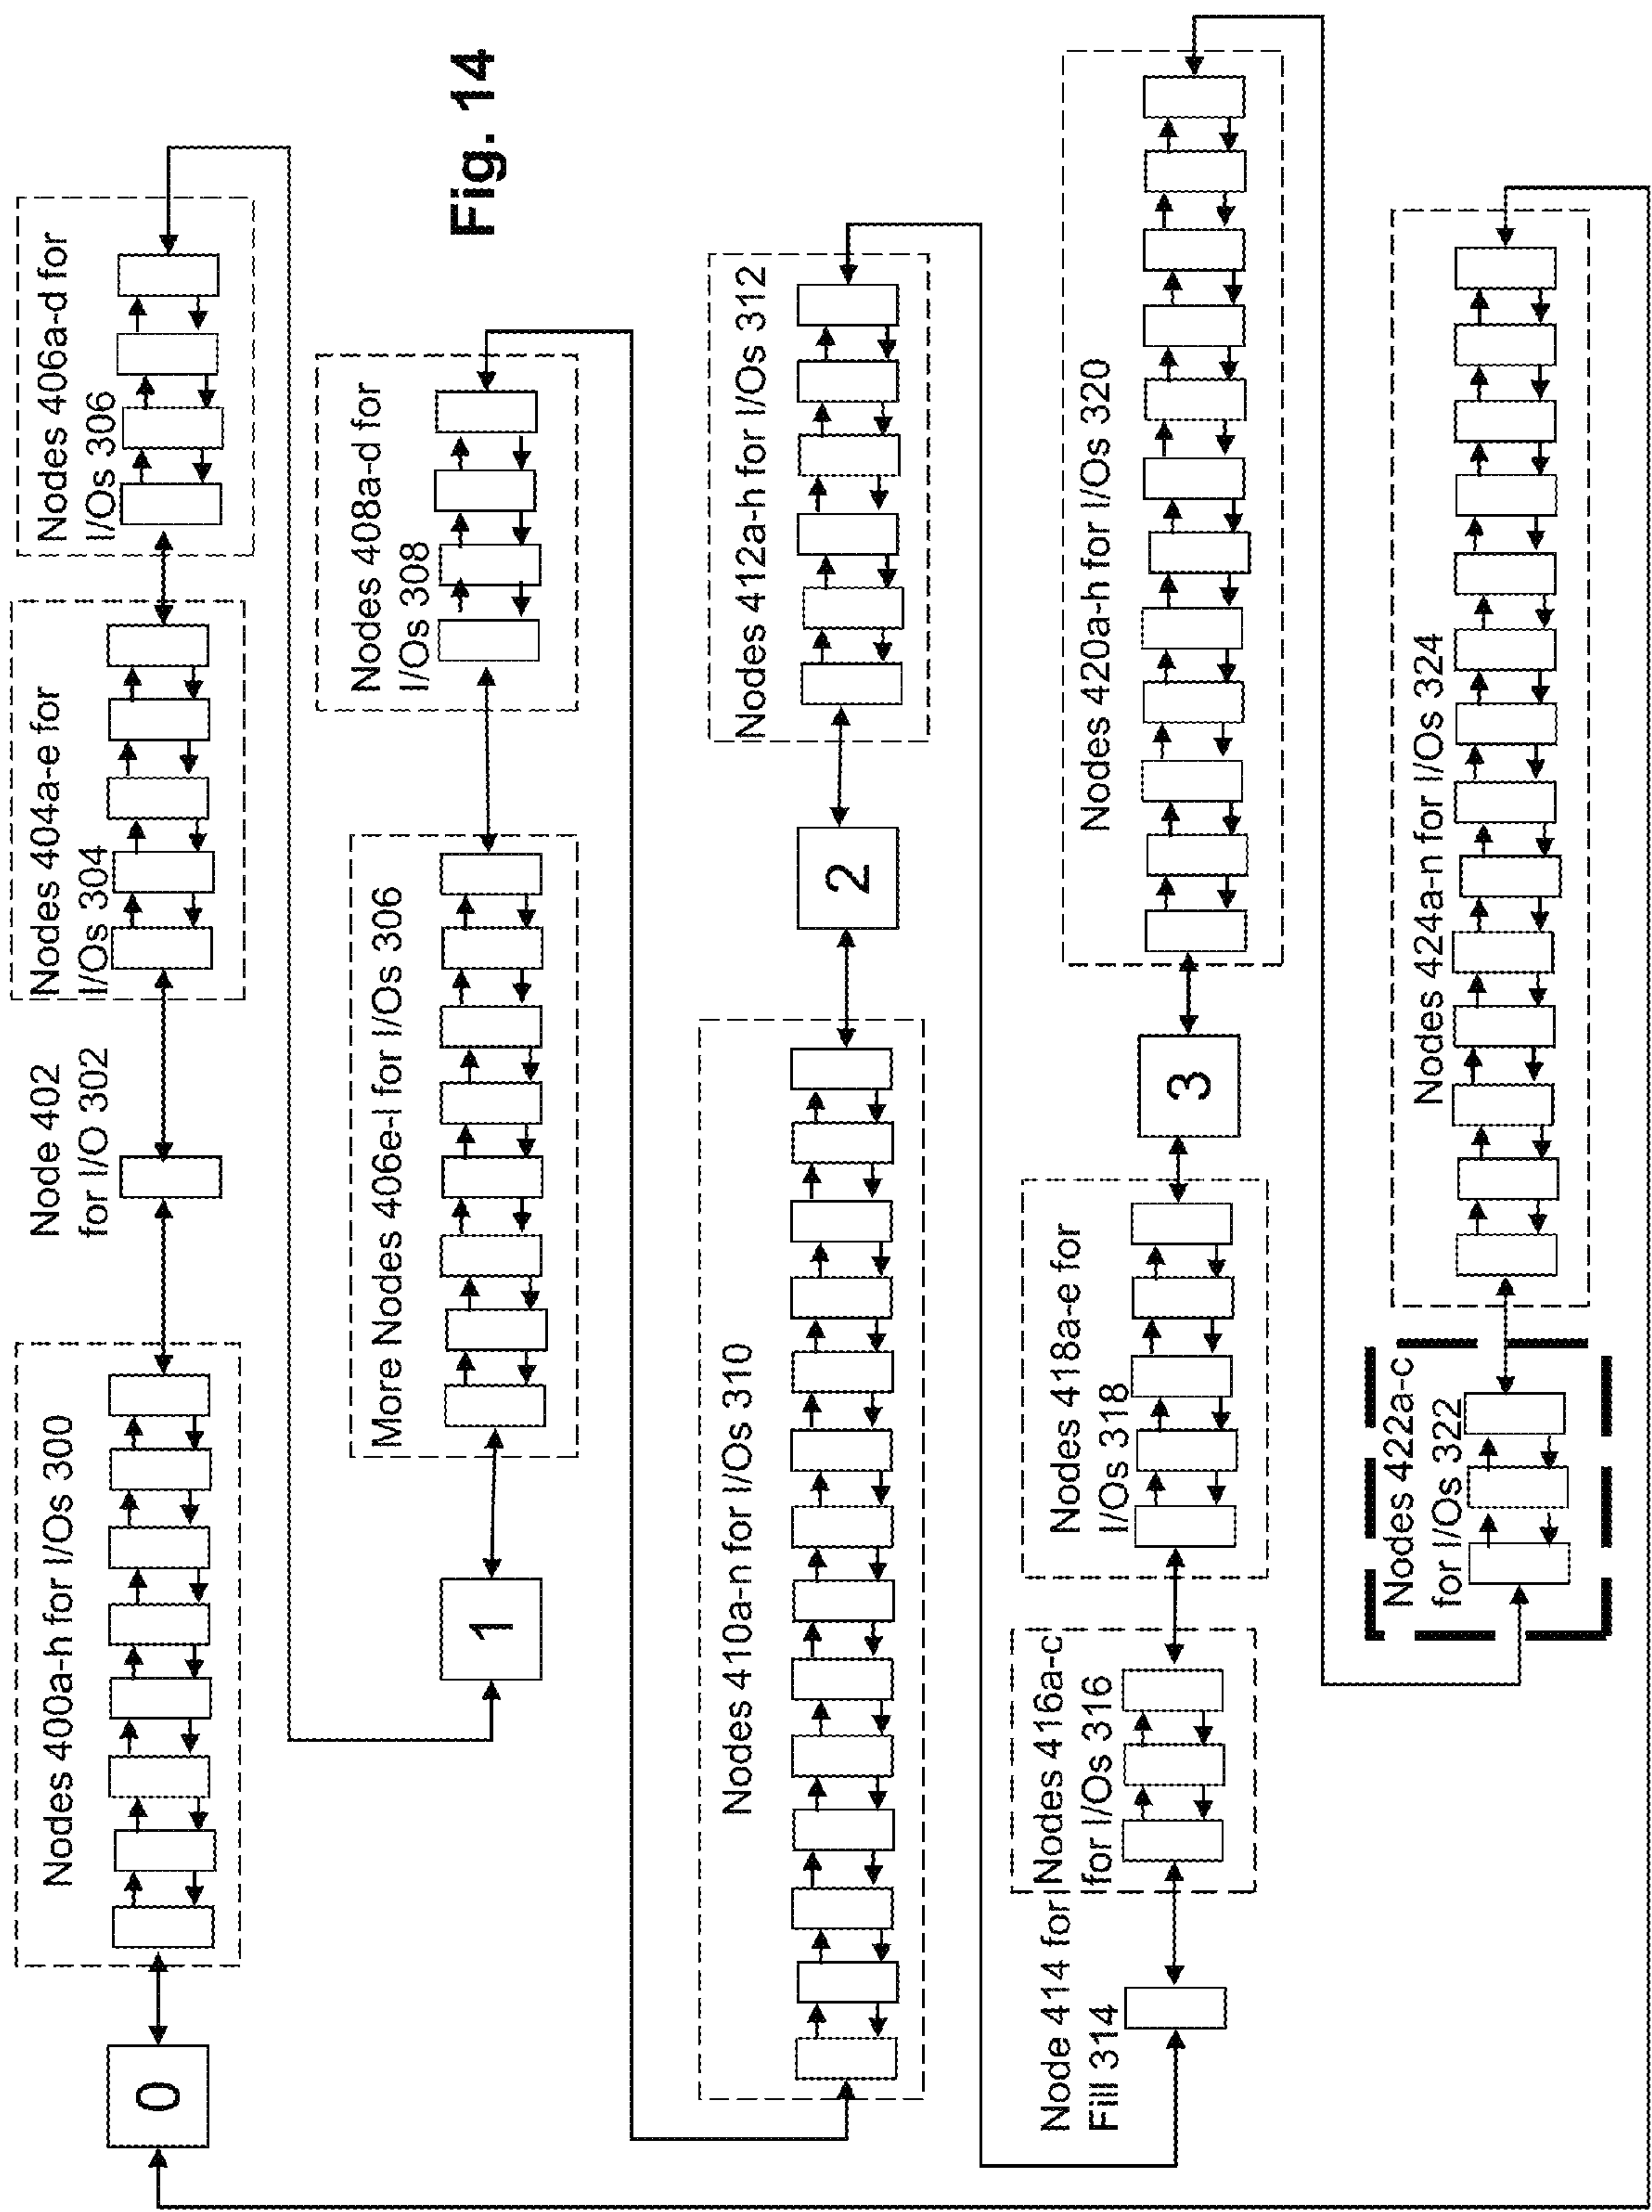 0
Nodes 400a-h for I/Os 300
Node 402
for I/O 302
Nodes 404a-e for
I/Os 304
Nodes 406a-d for
I/Os 306
1
More Nodes 406e-l for I/Os 306
Nodes 408a-d for
I/Os 308
Fig. 14
Nodes 410a-n for I/Os 310
2
Nodes 412a-h for I/Os 312
Node 414 for
Fill 314
Nodes 416a-c
for I/Os 316
Nodes 418a-e for
I/Os 318
3
Nodes 420a-h for I/Os 320
Nodes 422a-c
for I/Os 322
Nodes 424a-n for I/Os 324